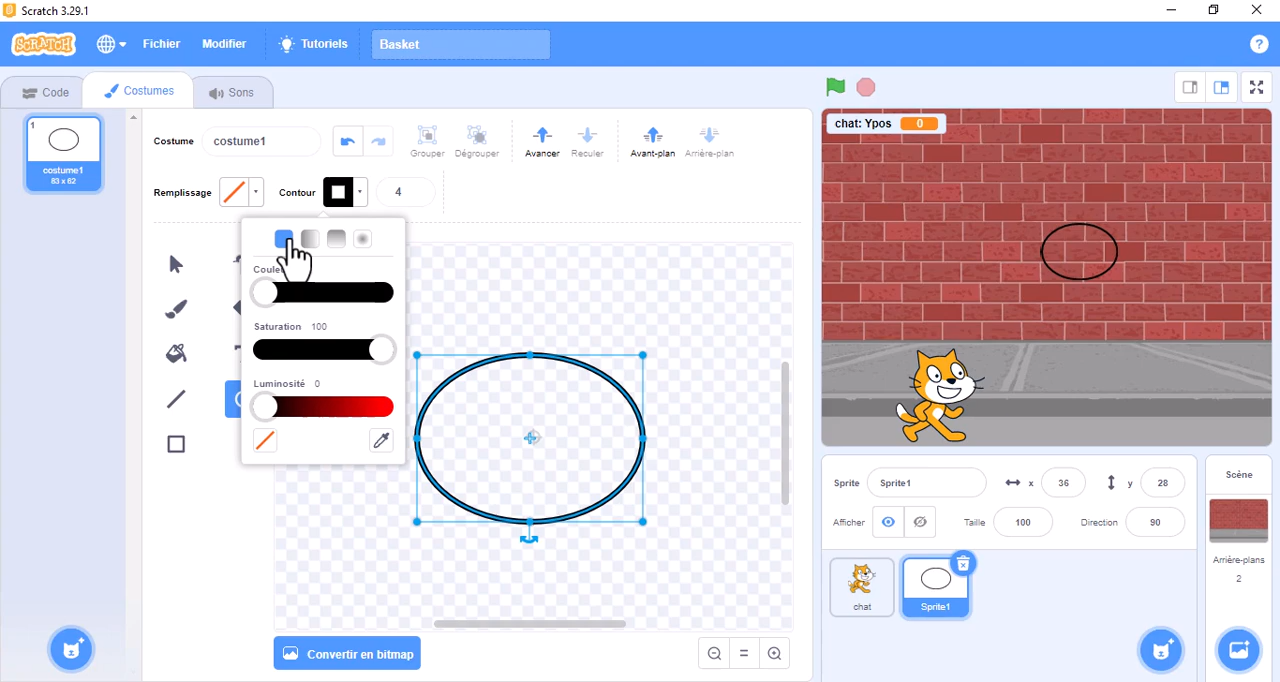 Scratch 3.29.1
SCRATCH
Fichier
Modifier
Tutoriels
Basket
?
Code
Costumes
Sons
1
costume1
83 x 62
Costume
costume1
Grouper
Dégrouper
Avancer
Reculer
Avant-plan
Arrière-plan
Remplissage
Contour
4
Coule
Saturation 100
Luminosité 0
Convertir en bitmap
chat: Ypos 0
Sprite
Sprite1
x
36
y
28
Afficher
Taille
100
Direction
90
chat
Sprite1
Scène
Arrière-plans
2